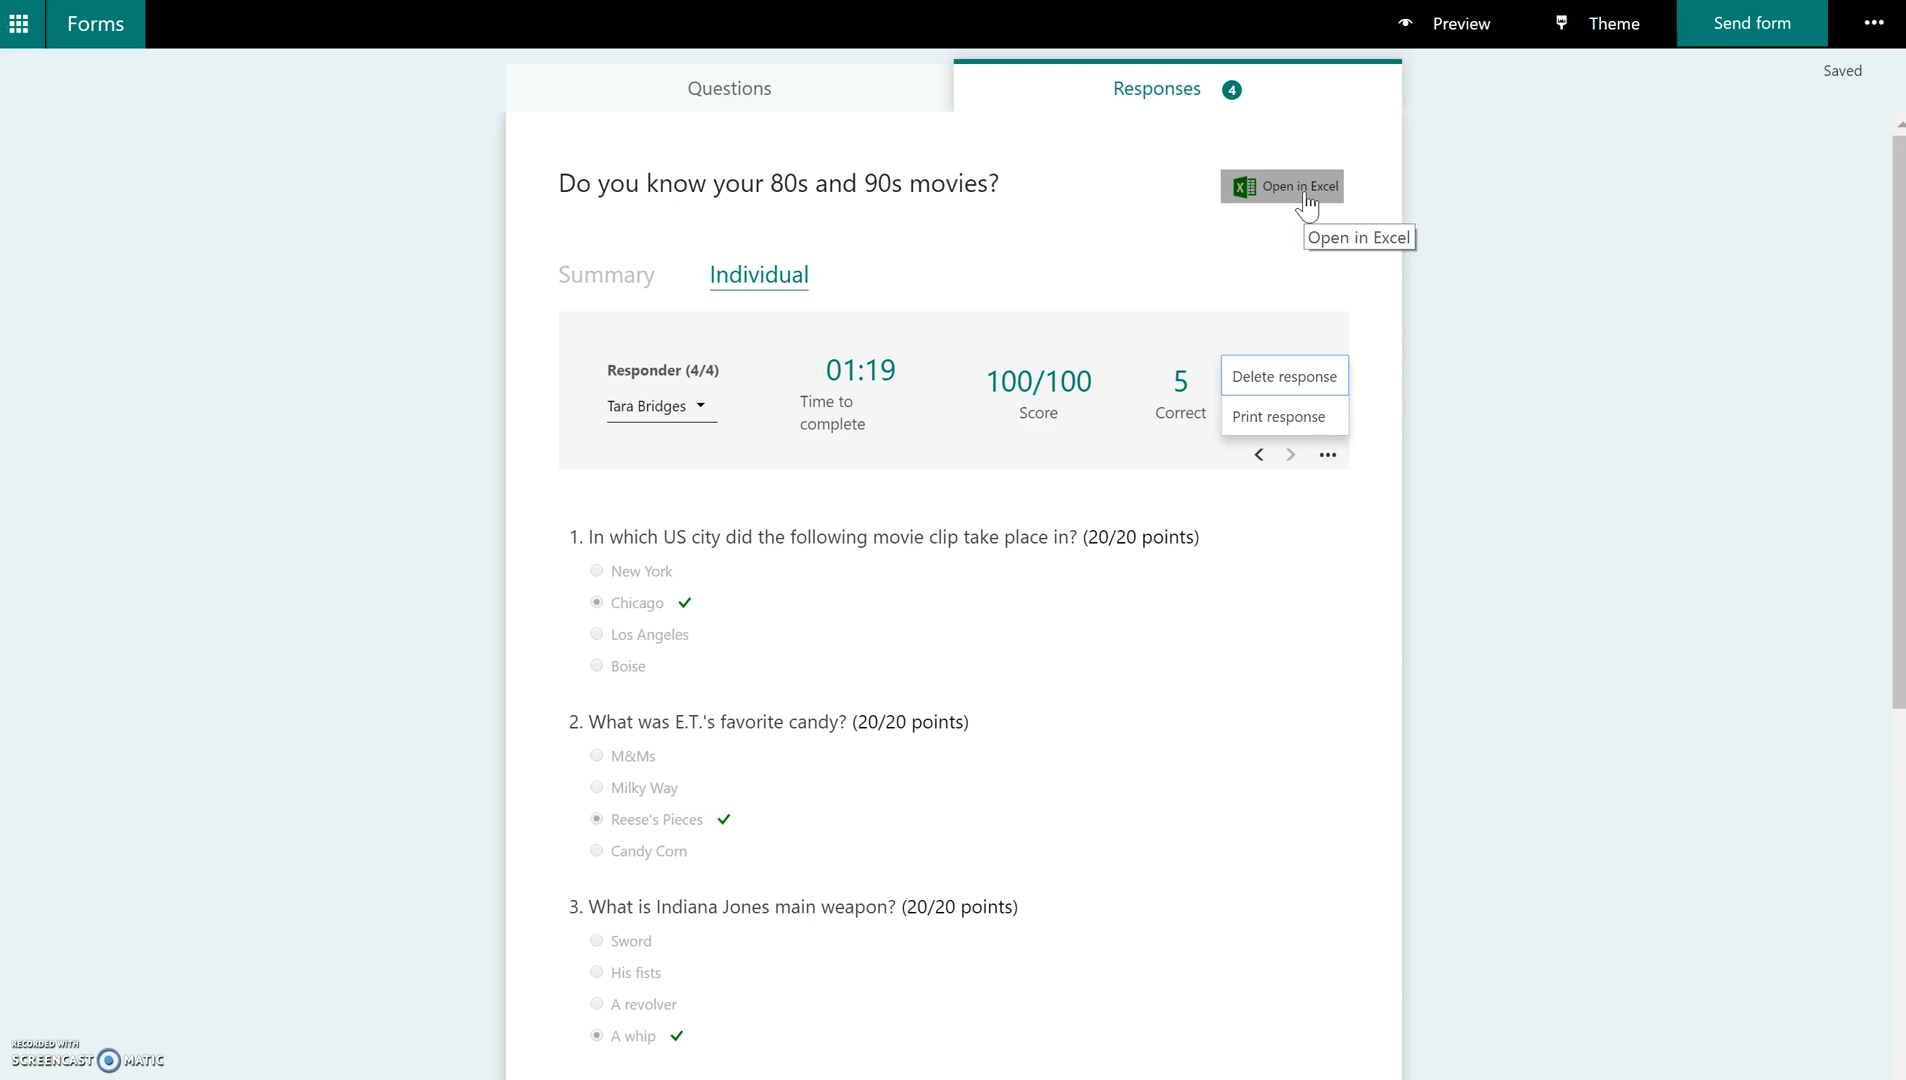 Forms
Preview
Theme
Send form
Questions
Responses 4
Saved
Do you know your 80s and 90s movies?
Open in Excel
Open in Excel
Summary
Individual
Responder (4/4)
Tara Bridges
01:19
Time to
complete
100/100
Score
5
Correct
Delete response
Print response
1. In which US city did the following movie clip take place in? (20/20 points)
New York
Chicago
Los Angeles
Boise
2. What was E.T.'s favorite candy? (20/20 points)
M&Ms
Milky Way
Reese's Pieces
Candy Corn
3. What is Indiana Jones main weapon? (20/20 points)
Sword
His fists
A revolver
A whip
RECORDED WITH
SCREENCAST MATIC